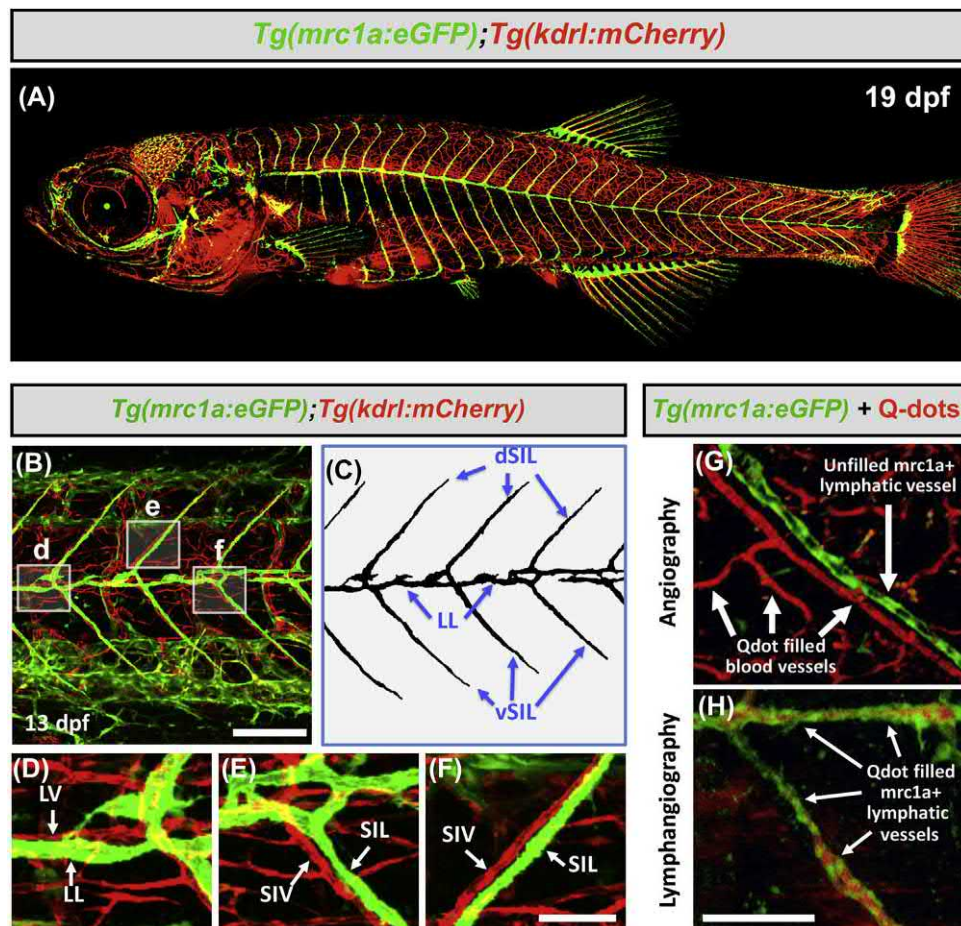 Tg(mrc1a:eGFP);Tg(kdrl:mCherry)
(A)
19 dpf
Tg(mrc1a:eGFP);Tg(kdrl:mCherry)
Tg(mrc1a:eGFP) + Q-dots
(B)
e
d
f
13 dpf
(C)
dSIL
LL
vSIL
(D)
LV
LL
(E)
SIL
SIV
(F)
SIV
SIL
Angiography
(G)
Unfilled mrc1a+
lymphatic vessel
Qdot filled
blood vessels
Lymphangiography
(H)
Qdot filled
mrc1a+
lymphatic
vessels